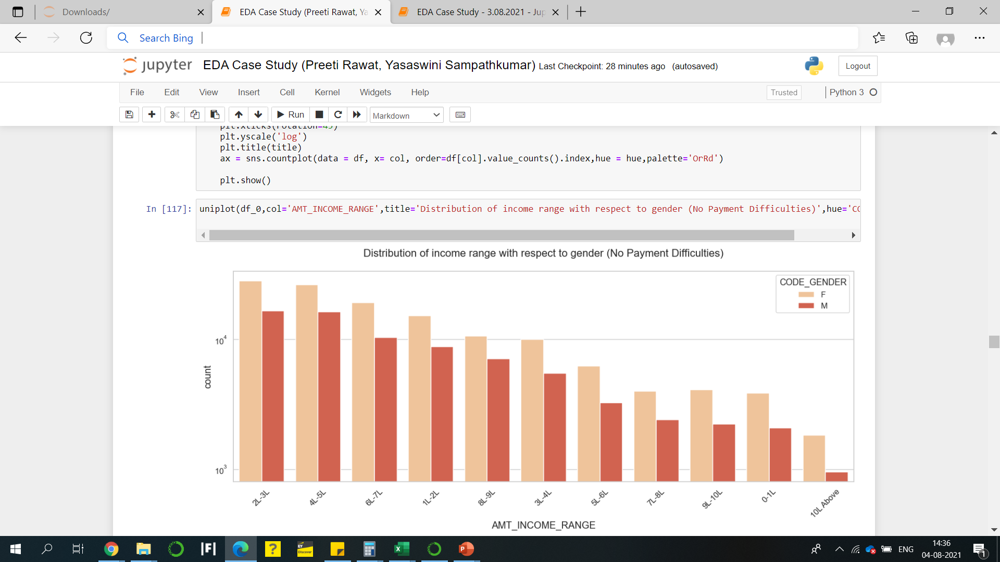 Downloads/
EDA Case Study (Preeti Rawat, Ya
EDA Case Study - 3.08.2021 - Jup
Search Bing
jupyter EDA Case Study (Preeti Rawat, Yasaswini Sampathkumar) Last Checkpoint: 28 minutes ago (autosaved)
Logout
File Edit View Insert Cell Kernel Widgets Help
Trusted
Python 3
Run
Markdown
plt.xticks(rotation=45)
plt.yscale('log')
plt.title(title)
ax = sns.countplot(data = df, x= col, order=df[col].value_counts().index,hue = hue,palette='OrRd')
plt.show()
In [117]: uniplot(df_0,col='AMT_INCOME_RANGE',title='Distribution of income range with respect to gender (No Payment Difficulties)',hue='CO
Distribution of income range with respect to gender (No Payment Difficulties)
CODE_GENDER
F
M
10⁴
10³
count
2L-3L 4L-5L 6L-7L 1L-2L 8L-9L 3L-4L 5L-6L 7L-8L 9L-10L 0-1L 10L Above
AMT_INCOME_RANGE
|F|
?
EY
Discover
X
P
ENG
14:36
04-08-2021
1